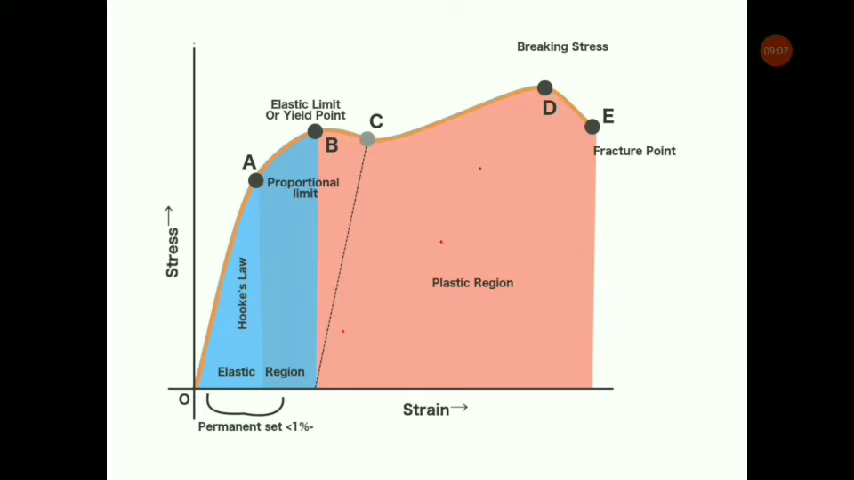 Breaking Stress
09:07
Elastic Limit
Or Yield Point
C
D
E
B
Fracture Point
A
Proportional
limit
Stress→
Hooke's Law
Plastic Region
Elastic Region
O
Strain→
Permanent set <1%-